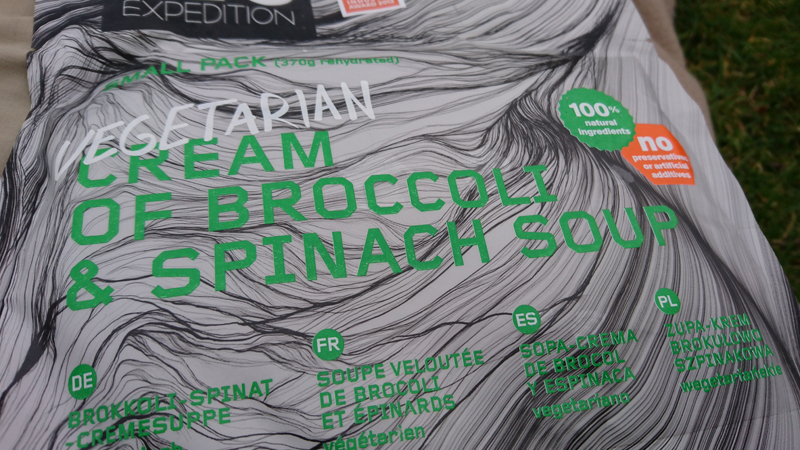 EXPEDITION
SMALL PACK (370g rehydrated)
VEGETARIAN
CREAM
OF BROCCOLI
& SPINACH SOUP
100%
natural
ingredients
no
preservatives
or artificial
additives
DE
BROKKOLI-SPINAT
-CREMESUPPE
FR
SOUPE VELOUTÉE
DE BROCOLI
ET ÉPINARDS
végétarien
ES
SOPA-CREMA
DE BROCOL
Y ESPINACA
vegetariano
PL
ZUPA-KREM
BROKUŁOWO
SZPINAKOWA
wegetariańska